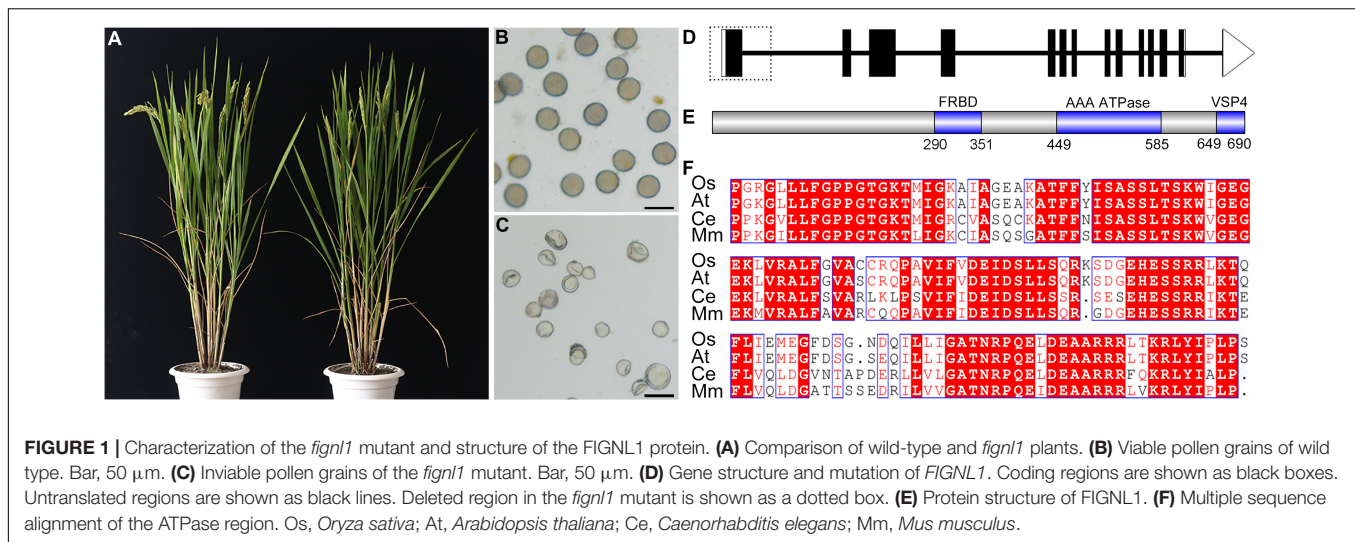 A
B
C
D
E
FRBD
AAA ATPase
VSP4
290
351
449
585
649
690
F
Os PGRGLLLFGPPGTGKTMIGKAIAGEAKATFFYISASSLTSKWIGEG
At PGKGLLLFGPPGTGKTMIGKAIAGEAKATFFYISASSLTSKWIGEG
Ce PPKGVLLFGPPGTGKTMIGRCVASQCKATFFNISASSLTSKWVGEG
Mm PPKGILLFGPPGTGKTLIGKCIASQSGATFFSISASSLTSKWVGEG
Os EKLVRALFGVACCRQPAVIFVDEIDSLLSQRKSDGEHESSRRLKTQ
At EKLVRALFGVASCRQPAVIFVDEIDSLLSQRKSDGEHESSRRLKTQ
Ce EKLVRALFSVARLKLPSVIFIDEIDSLLSSR.SESEHESSRRIKTE
Mm EKMVRALFAVARCQQPAVIFIDEIDSLLSQR.GDGEHESSRRIKTE
Os FLIEMEGFDSG.NDQILLIGATNRPQELDEAARRRLTKRLYIPLPS
At FLIEMEGFDSG.SEQILLIGATNRPQELDEAARRRLTKRLYIPLPS
Ce FLVQLDGVNTAPDERLLVLGATNRPQELDEAARRRFQKRLYIALP.
Mm FLVQLDGATTSSEDRILVVGATNRPQEIDEAARRRLVKRLYIPLP.
FIGURE 1 | Characterization of the fignl1 mutant and structure of the FIGNL1 protein. (A) Comparison of wild-type and fignl1 plants. (B) Viable pollen grains of wild
type. Bar, 50 μm. (C) Inviable pollen grains of the fignl1 mutant. Bar, 50 μm. (D) Gene structure and mutation of FIGNL1. Coding regions are shown as black boxes.
Untranslated regions are shown as black lines. Deleted region in the fignl1 mutant is shown as a dotted box. (E) Protein structure of FIGNL1. (F) Multiple sequence
alignment of the ATPase region. Os, Oryza sativa; At, Arabidopsis thaliana; Ce, Caenorhabditis elegans; Mm, Mus musculus.